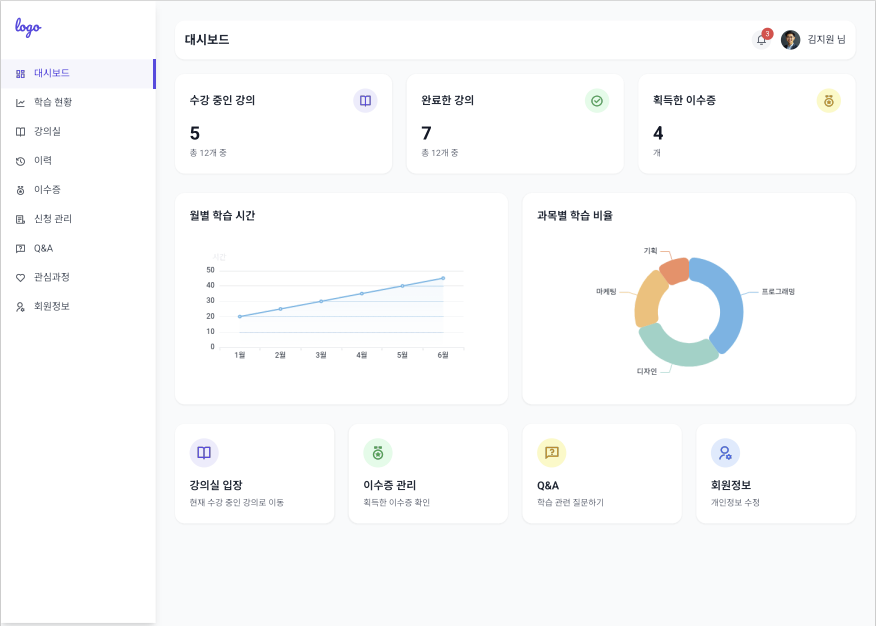 logo
대시보드
학습 현황
강의실
이력
이수증
신청 관리
Q&A
관심과정
회원정보
대시보드
3
김지원 님
수강 중인 강의
5
총 12개 중
완료한 강의
7
총 12개 중
획득한 이수증
4
개
월별 학습 시간
시간
50
40
30
20
10
0
1월 2월 3월 4월 5월 6월
과목별 학습 비율
기획
마케팅
프로그래밍
디자인
강의실 입장
현재 수강 중인 강의로 이동
이수증 관리
획득한 이수증 확인
Q&A
학습 관련 질문하기
회원정보
개인정보 수정